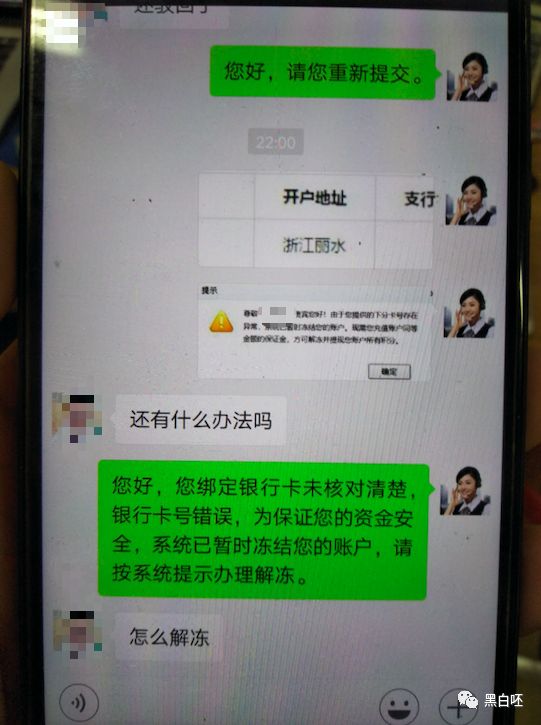 您好，请您重新提交。
22:00
开户地址
支行
浙江丽水
提示
尊敬
贵宾您好！由于您提供的下分卡号存在
异常，系统已暂时冻结您的账户。现需您充值账户同等
金额的保证金，方可解冻并提现您账户所有积分。
确定
还有什么办法吗
您好，您绑定银行卡未核对清楚，
银行卡号错误，为保证您的资金安
全，系统已暂时冻结您的账户，请
按系统提示办理解冻。
怎么解冻
黑白呸